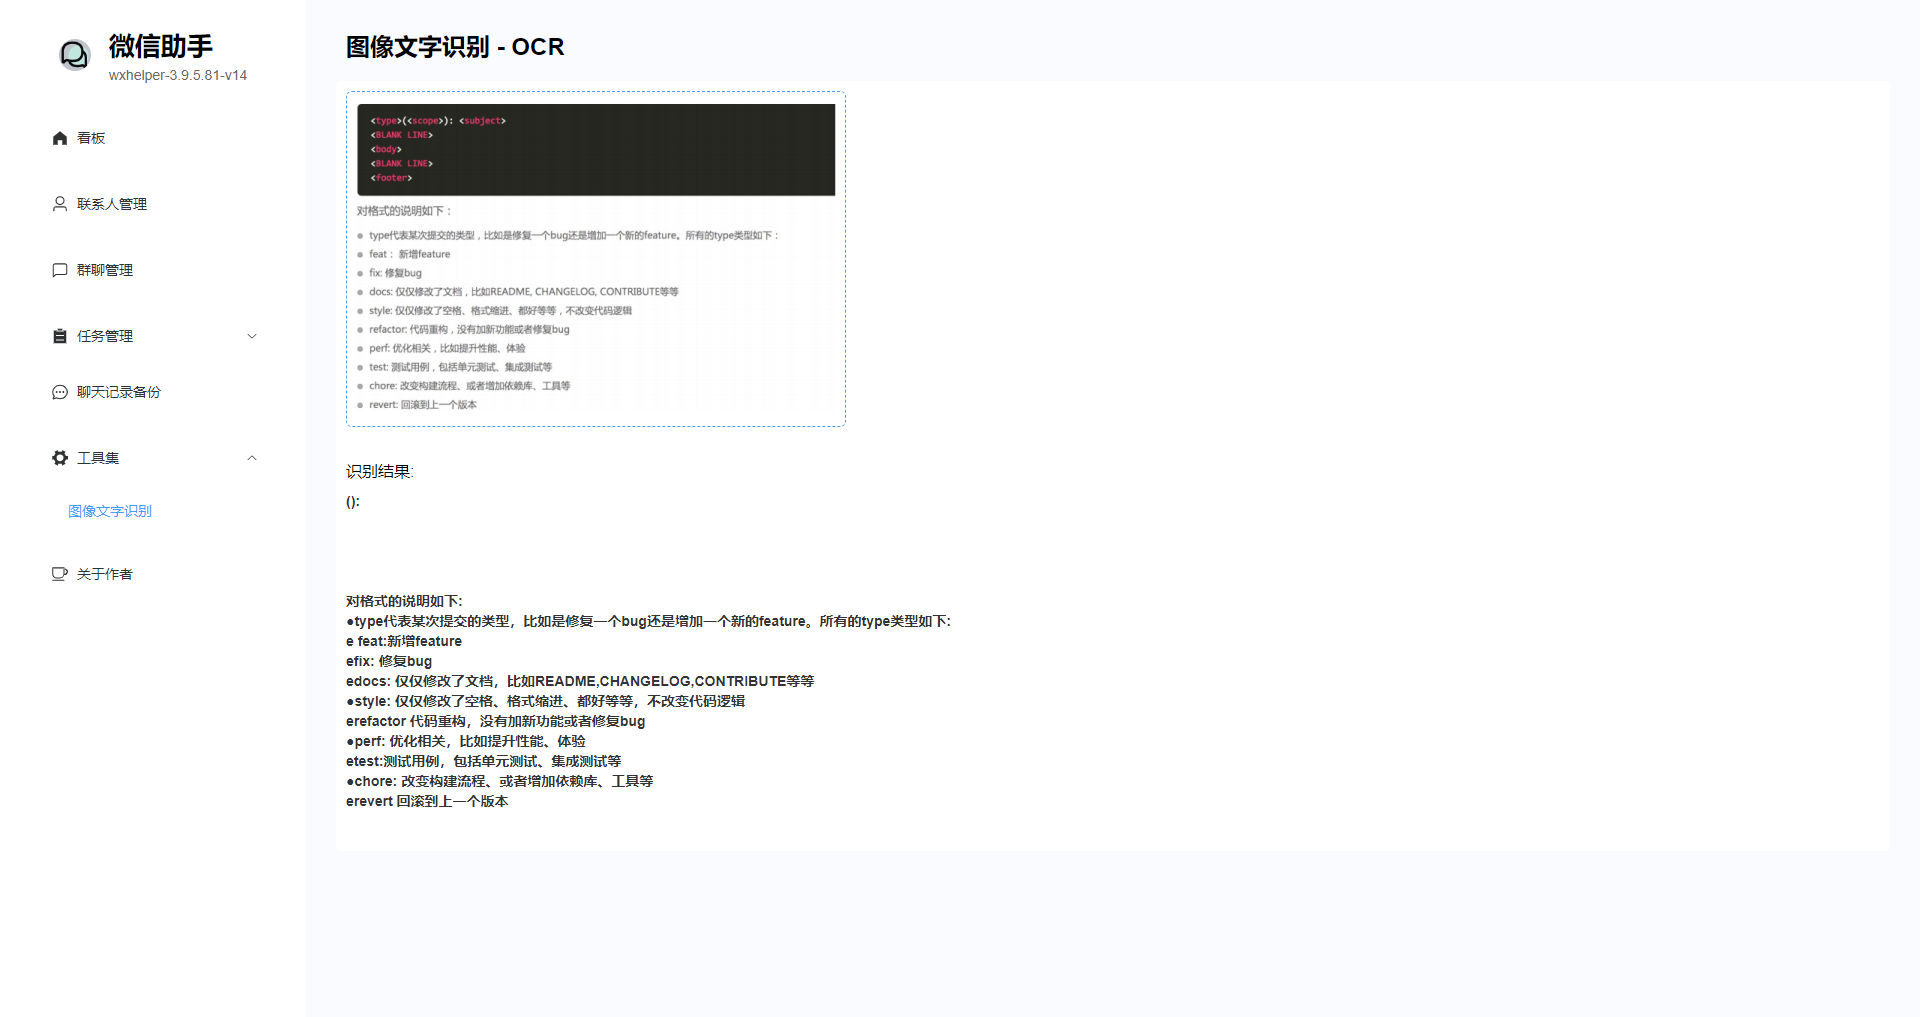 微信助手
wxhelper-3.9.5.81-v14
看板
联系人管理
群聊管理
任务管理
聊天记录备份
工具集
图像文字识别
关于作者
图像文字识别 - OCR
<type>(<scope>): <subject>
<BLANK LINE>
<body>
<BLANK LINE>
<footer>
对格式的说明如下：
● type代表某次提交的类型，比如是修复一个bug还是增加一个新的feature。所有的type类型如下：
● feat： 新增feature
● fix: 修复bug
● docs: 仅仅修改了文档，比如README, CHANGELOG, CONTRIBUTE等等
● style: 仅仅修改了空格、格式缩进、都好等等，不改变代码逻辑
● refactor: 代码重构，没有加新功能或者修复bug
● perf: 优化相关，比如提升性能、体验
● test: 测试用例，包括单元测试、集成测试等
● chore: 改变构建流程、或者增加依赖库、工具等
● revert: 回滚到上一个版本
识别结果:
():
对格式的说明如下:
●type代表某次提交的类型，比如是修复一个bug还是增加一个新的feature。所有的type类型如下:
e feat:新增feature
efix: 修复bug
edocs: 仅仅修改了文档，比如README,CHANGELOG,CONTRIBUTE等等
●style: 仅仅修改了空格、格式缩进、都好等等，不改变代码逻辑
erefactor 代码重构，没有加新功能或者修复bug
●perf: 优化相关，比如提升性能、体验
etest:测试用例，包括单元测试、集成测试等
●chore: 改变构建流程、或者增加依赖库、工具等
erevert 回滚到上一个版本